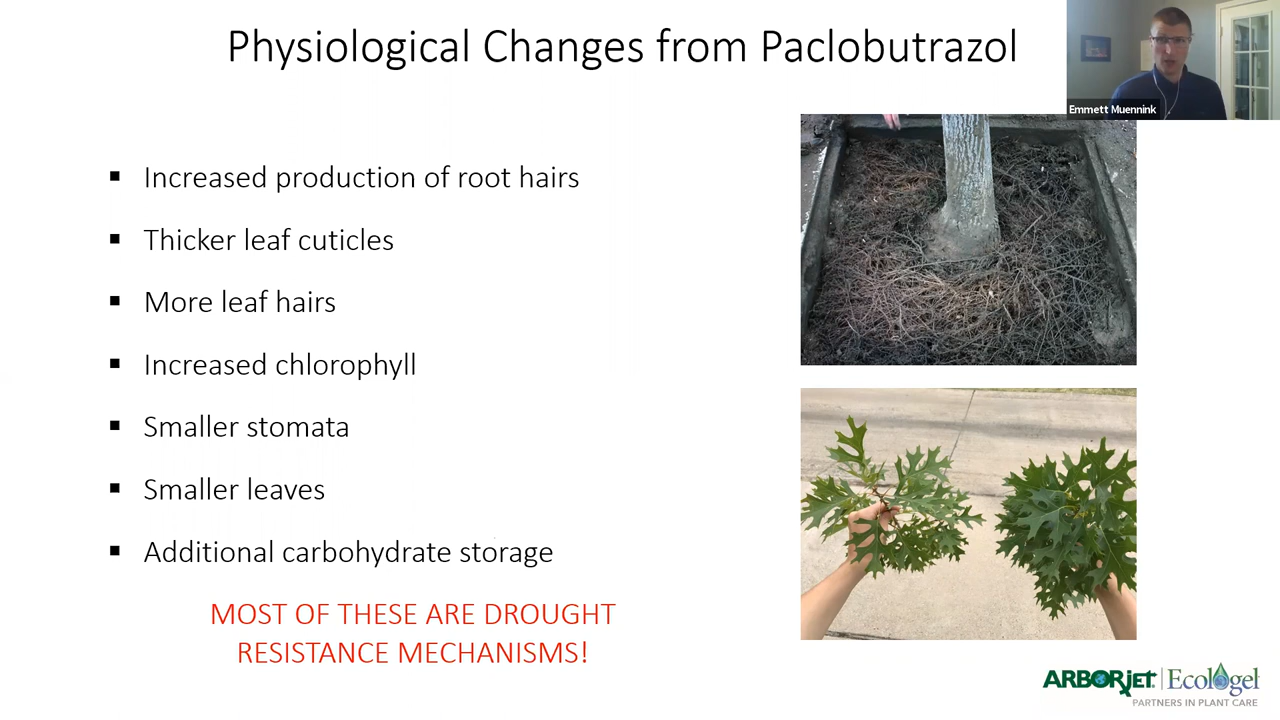 Physiological Changes from Paclobutrazol
Emmett Muennink
▪ Increased production of root hairs
▪ Thicker leaf cuticles
▪ More leaf hairs
▪ Increased chlorophyll
▪ Smaller stomata
▪ Smaller leaves
▪ Additional carbohydrate storage
MOST OF THESE ARE DROUGHT
RESISTANCE MECHANISMS!
ARBORjet | Ecologel
PARTNERS IN PLANT CARE